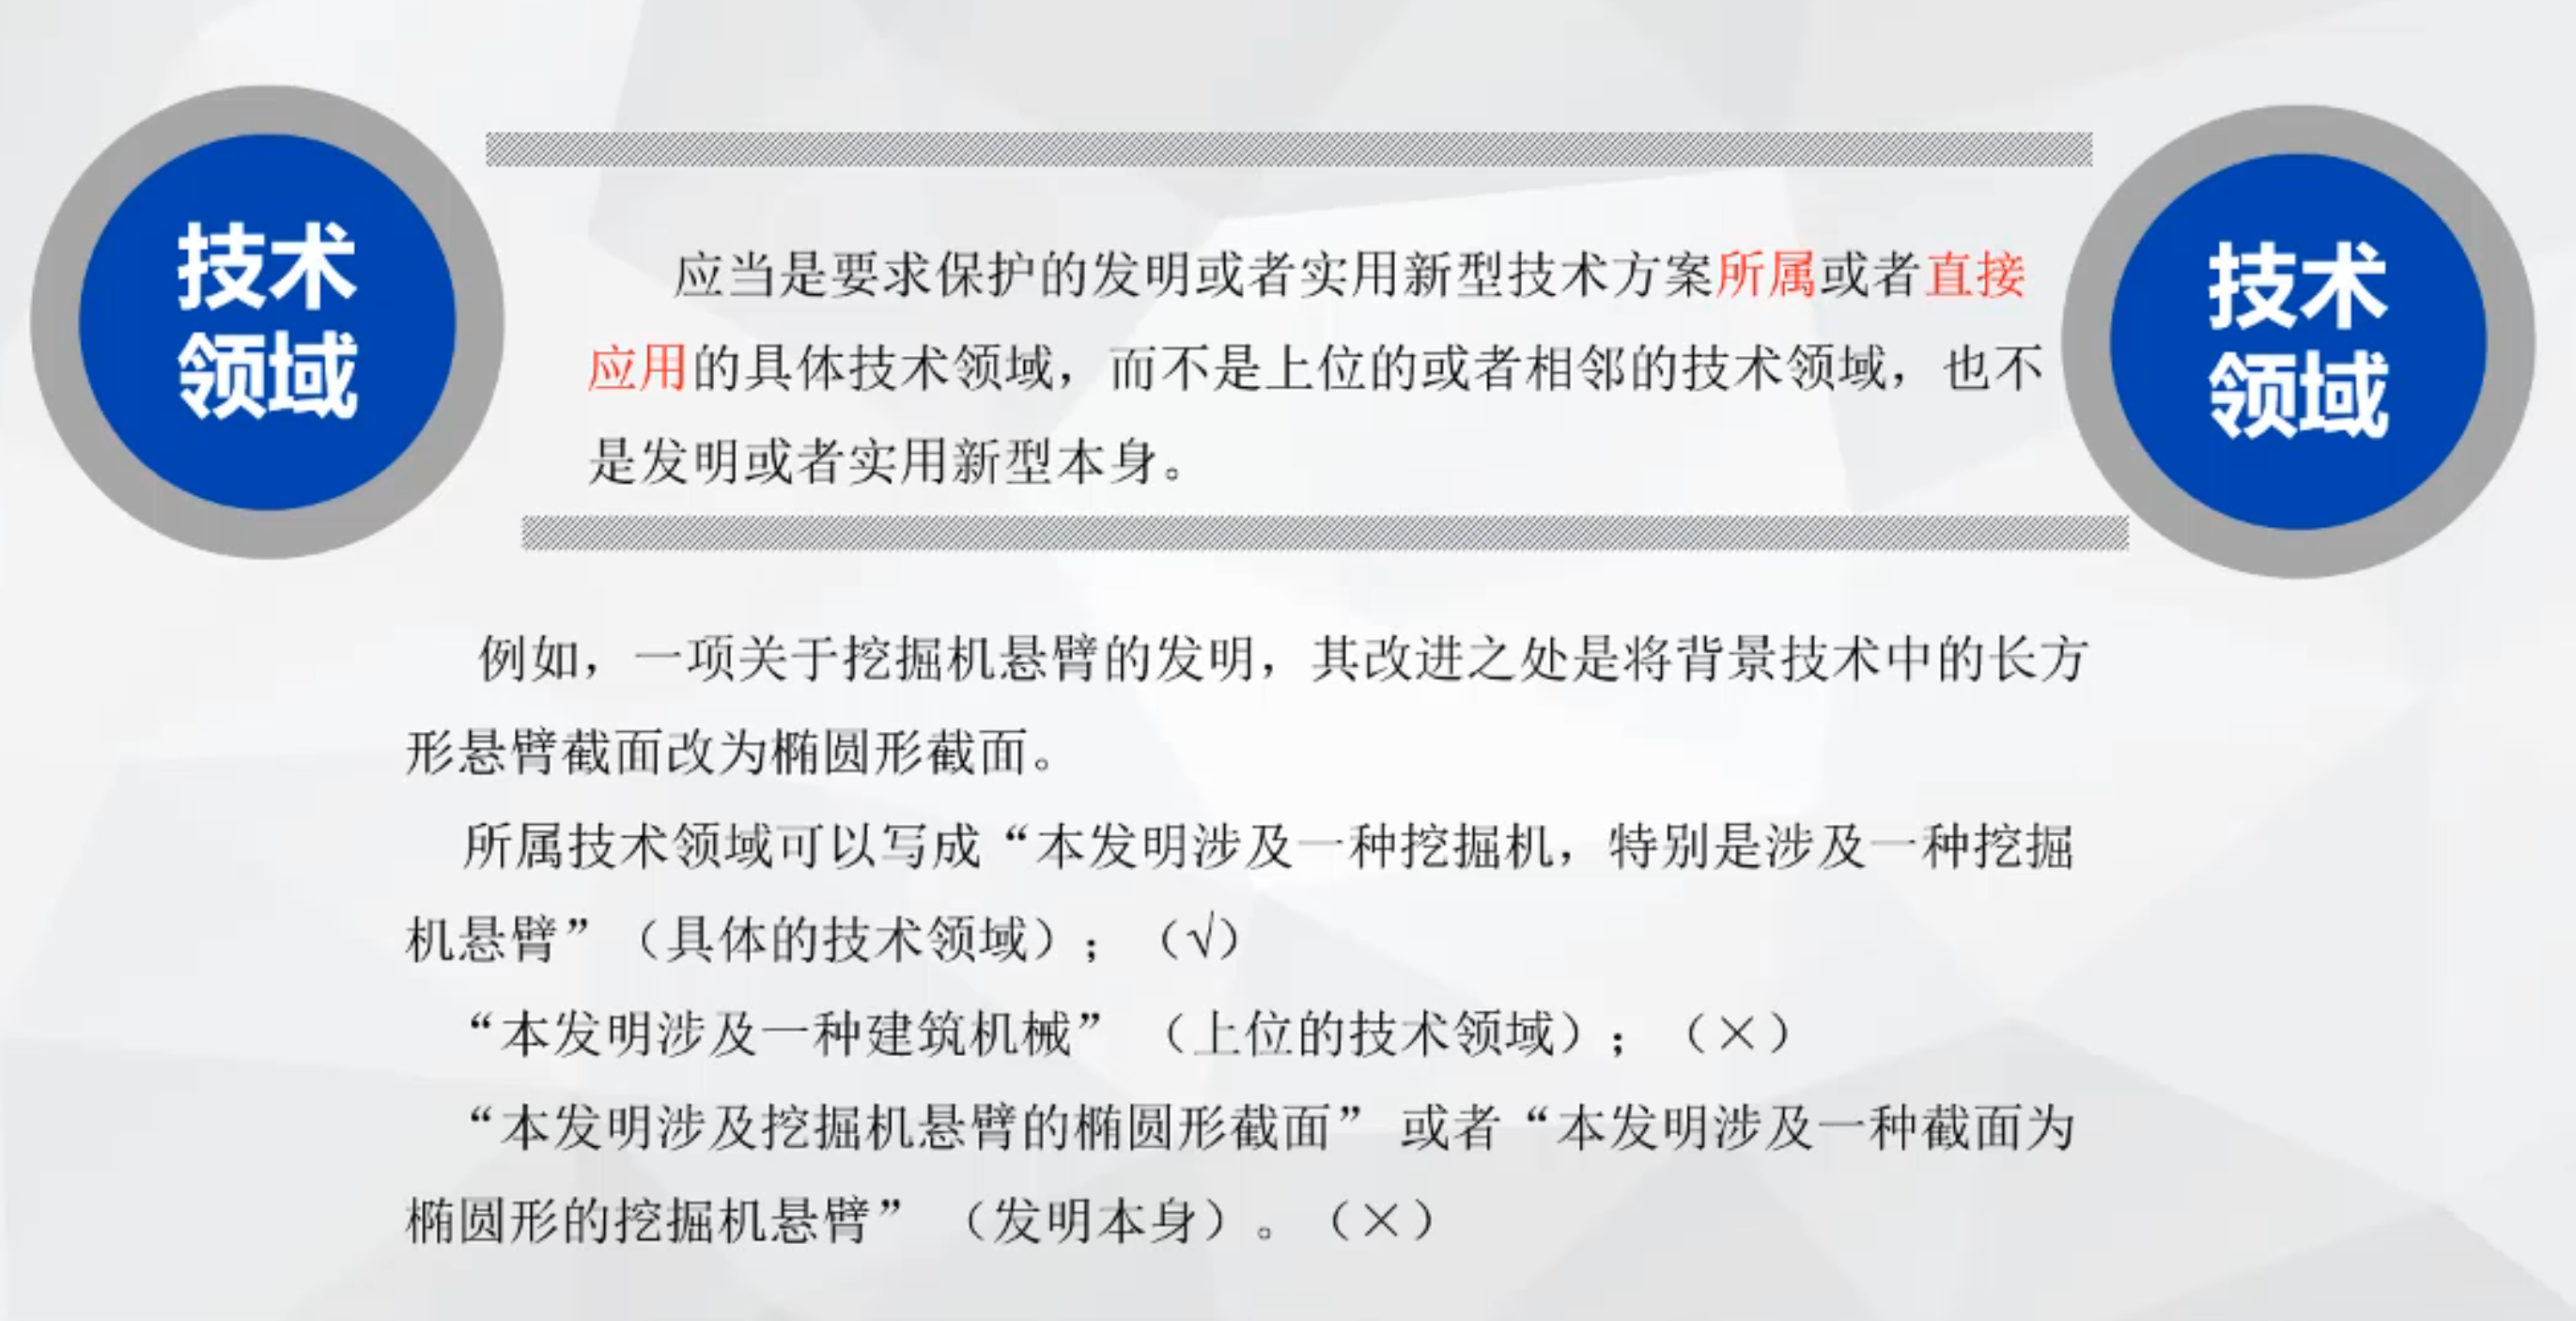 技术
领域
应当是要求保护的发明或者实用新型技术方案所属或者直接
应用的具体技术领域，而不是上位的或者相邻的技术领域，也不
是发明或者实用新型本身。
技术
领域
例如，一项关于挖掘机悬臂的发明，其改进之处是将背景技术中的长方
形悬臂截面改为椭圆形截面。
所属技术领域可以写成“本发明涉及一种挖掘机，特别是涉及一种挖掘
机悬臂”（具体的技术领域）；（√）
“本发明涉及一种建筑机械”（上位的技术领域）；（×）
“本发明涉及挖掘机悬臂的椭圆形截面”或者“本发明涉及一种截面为
椭圆形的挖掘机悬臂”（发明本身）。（×）